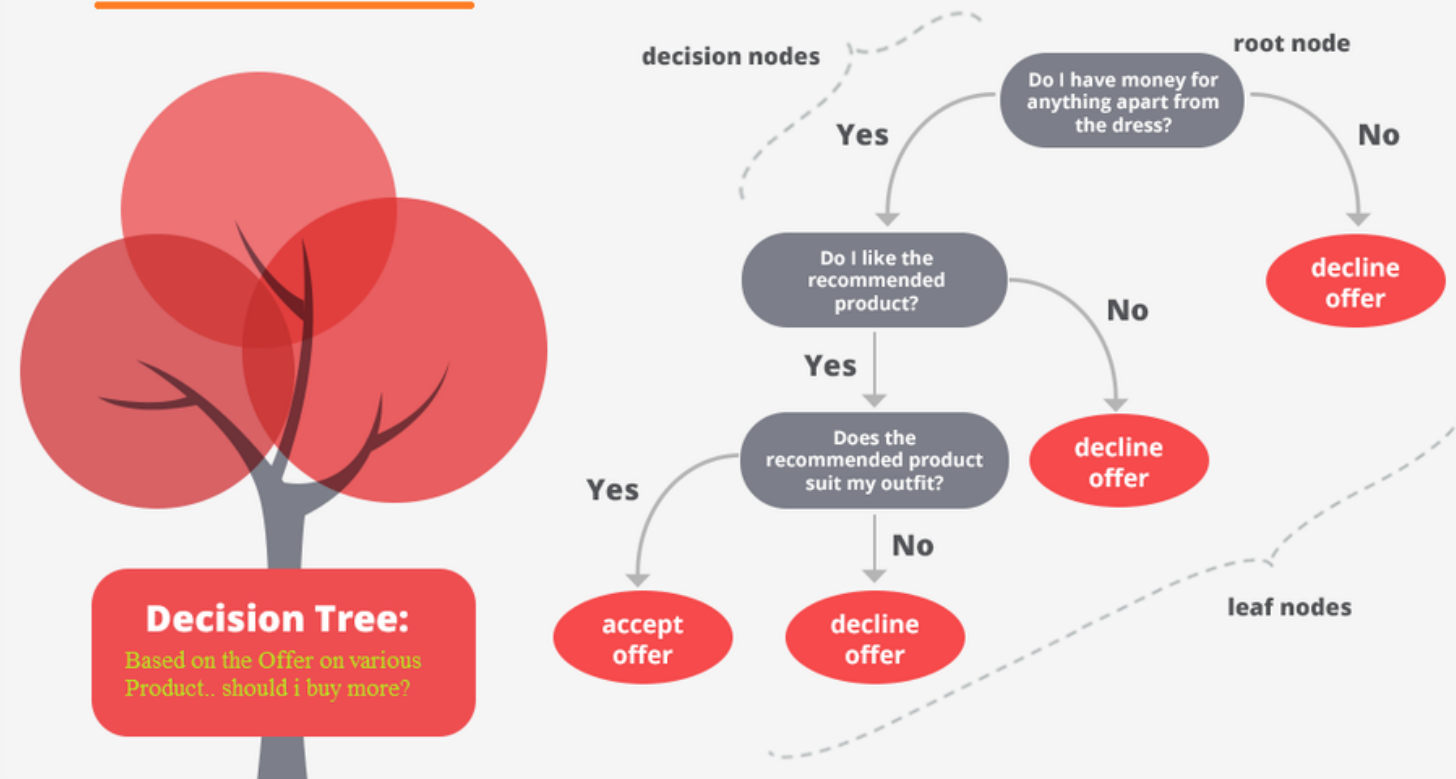 decision nodes
root node
Do I have money for
anything apart from
the dress?
Yes
No
Do I like the
recommended
product?
decline
offer
No
Yes
Does the
recommended product
suit my outfit?
decline
offer
Yes
No
accept
offer
decline
offer
leaf nodes
Decision Tree:
Based on the Offer on various
Product.. should i buy more?